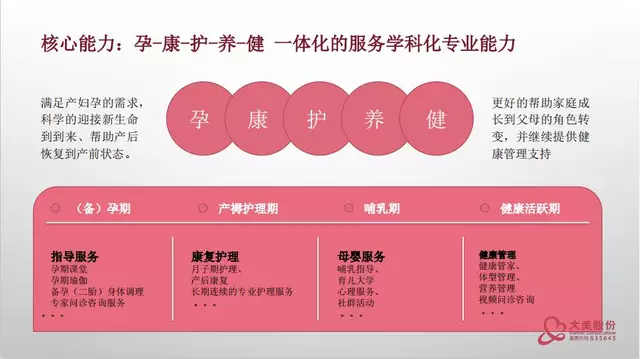 核心能力：孕-康-护-养-健 一体化的服务学科化专业能力
满足产妇孕的需求，
科学的迎接新生命
到到来、帮助产后
恢复到产前状态。
孕 康 护 养 健
更好的帮助家庭成
长到父母的角色转
变，并继续提供健
康管理支持
（备）孕期
产褥护理期
哺乳期
健康活跃期
指导服务
孕期课堂
孕期瑜伽
备孕（二胎）身体调理
专家问诊咨询服务
• • •
康复护理
月子期护理、
产后康复
长期连续的专业护理服务
• • •
母婴服务
哺乳指导、
育儿大学
心理服务、
社群活动
• • •
健康管理
健康管家、
体型管理、
营养管理
视频问诊咨询
• • •
大美股份
股票代码 835645